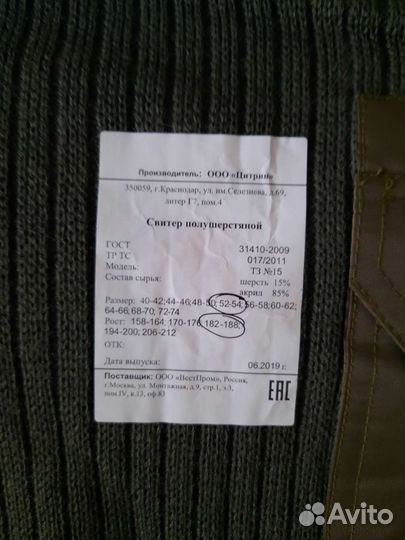 Производитель: ООО «Цитрин»
350059, г.Краснодар, ул. им.Селезнева, д.69,
литер Г7, пом.4
Свитер полушерстяной
ГОСТ 31410-2009
ТР ТС 017/2011
Модель: ТЗ №15
Состав сырья: шерсть 15%
акрил 85%
Размер: 40-42;44-46;48-50;52-54;56-58;60-62;
64-66;68-70;72-74
Рост: 158-164; 170-176;182-188;
194-200; 206-212
ОТК:
Дата выпуска: 06.2019 г.
Поставщик: ООО «ПостПром», Россия,
г.Москва, ул. Монтажная, д.9, стр.1, э.3,
пом.IV, к.13, оф.83
ЕАС
Avito